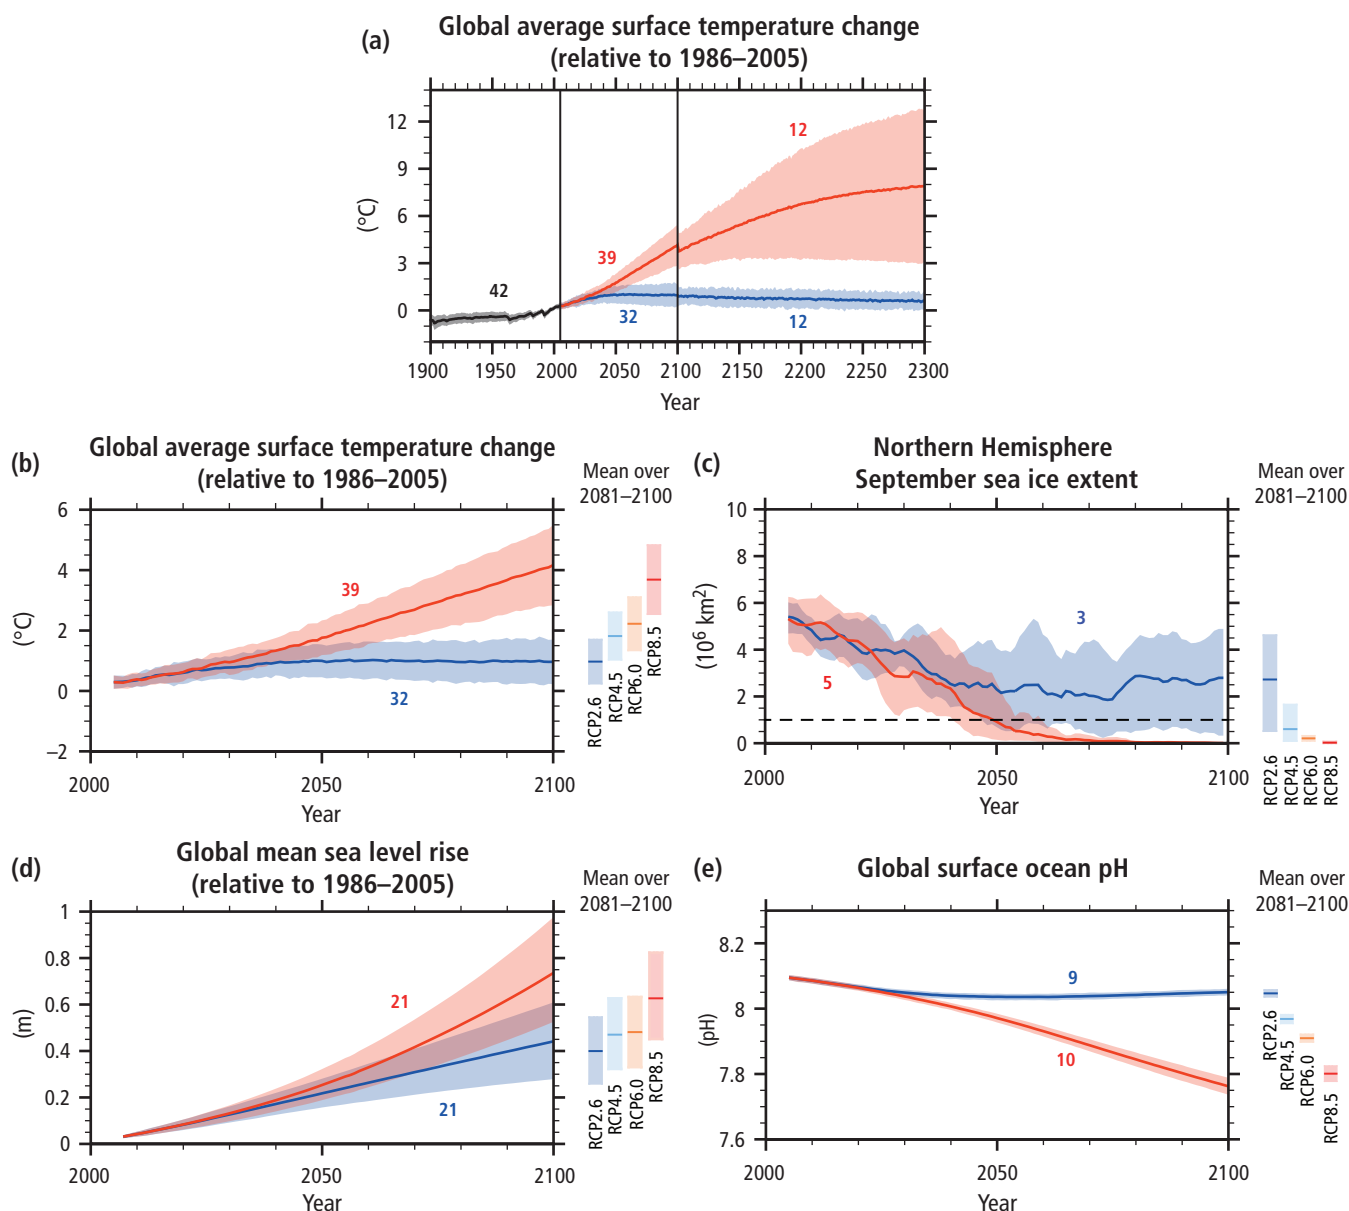 (a)
Global average surface temperature change
(relative to 1986–2005)
(°C)
12
9
6
3
0
42
39
32
12
12
1900 1950 2000 2050 2100 2150 2200 2250 2300
Year
(b)
Global average surface temperature change
(relative to 1986–2005)
Mean over
2081–2100
(°C)
6
4
2
0
–2
39
32
2000 2050 2100
Year
RCP2.6
RCP4.5
RCP6.0
RCP8.5
(c)
Northern Hemisphere
September sea ice extent
Mean over
2081–2100
(10⁶ km²)
10
8
6
4
2
0
3
5
2000 2050 2100
Year
RCP2.6
RCP4.5
RCP6.0
RCP8.5
(d)
Global mean sea level rise
(relative to 1986–2005)
Mean over
2081–2100
(m)
1
0.8
0.6
0.4
0.2
0
21
21
2000 2050 2100
Year
RCP2.6
RCP4.5
RCP6.0
RCP8.5
(e)
Global surface ocean pH
Mean over
2081–2100
(pH)
8.2
8
7.8
7.6
9
10
2000 2050 2100
Year
RCP2.6
RCP4.5
RCP6.0
RCP8.5